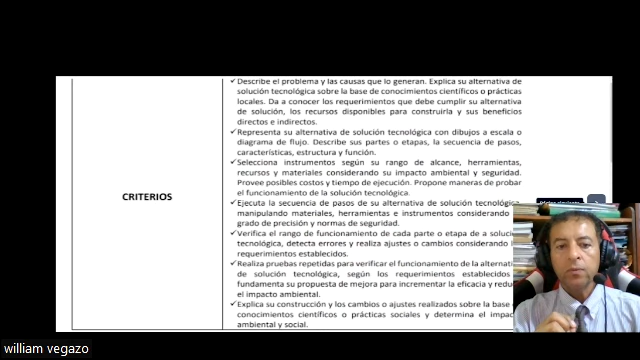 ✓Describe el problema y las causas que lo generan. Explica su alternativa de
solución tecnológica sobre la base de conocimientos científicos o prácticas
locales. Da a conocer los requerimientos que debe cumplir su alternativa
de solución, los recursos disponibles para construirla y sus beneficios
directos e indirectos.
✓Representa su alternativa de solución tecnológica con dibujos a escala o
diagrama de flujo. Describe sus partes o etapas, la secuencia de pasos,
características, estructura y función.
✓Selecciona instrumentos según su rango de alcance, herramientas,
recursos y materiales considerando su impacto ambiental y seguridad.
Provee posibles costos y tiempo de ejecución. Propone maneras de probar
el funcionamiento de la solución tecnológica.
CRITERIOS
✓Ejecuta la secuencia de pasos de su alternativa de solución tecnológica
manipulando materiales, herramientas e instrumentos considerando
grado de precisión y normas de seguridad.
✓Verifica el rango de funcionamiento de cada parte o etapa de a
tecnológica, detecta errores y realiza ajustes o cambios considerando
requerimientos establecidos.
✓Realiza pruebas repetidas para verificar el funcionamiento de la
de solución tecnológica, según los requerimientos establecidos
fundamenta su propuesta de mejora para incrementar la eficacia y
el impacto ambiental.
✓Explica su construcción y los cambios o ajustes realizados sobre la base
conocimientos científicos o prácticas sociales y determina el
ambiental y social.
william vegazo